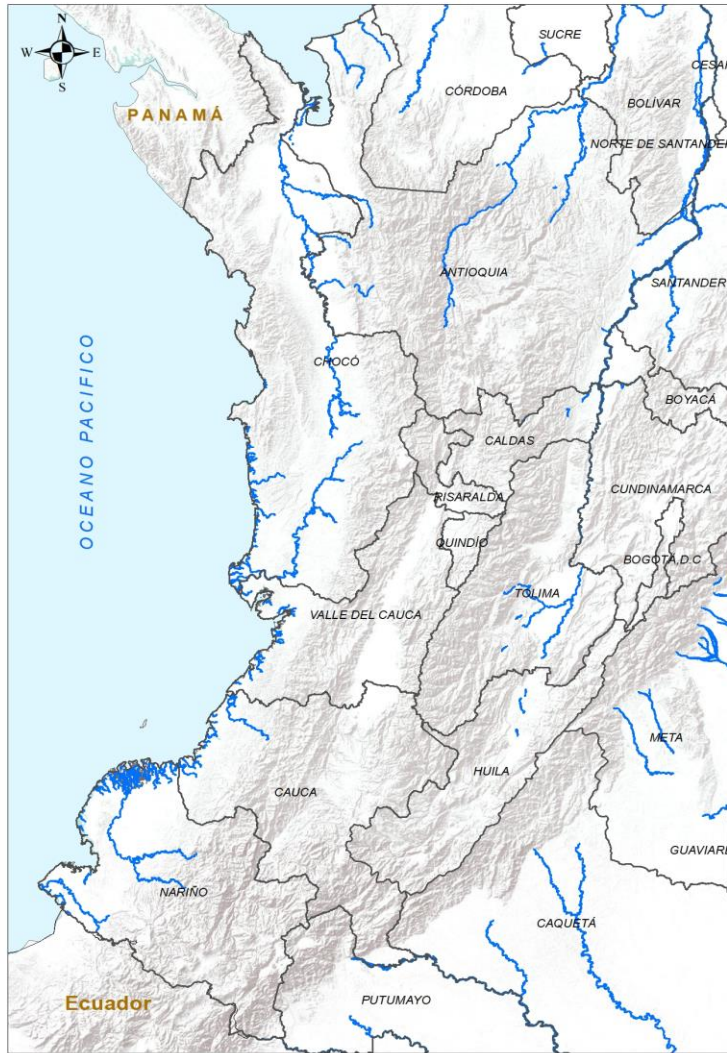 N
W E
S
SUCRE
CESAR
CÓRDOBA
BOLÍVAR
PANAMÁ
NORTE DE SANTANDER
ANTIOQUIA
SANTANDER
OCEANO PACIFICO
CHOCÓ
BOYACÁ
CALDAS
CUNDINAMARCA
RISARALDA
QUINDÍO
BOGOTÁ,D.C
TOLIMA
VALLE DEL CAUCA
META
HUILA
CAUCA
GUAVIARE
NARIÑO
CAQUETÁ
Ecuador
PUTUMAYO